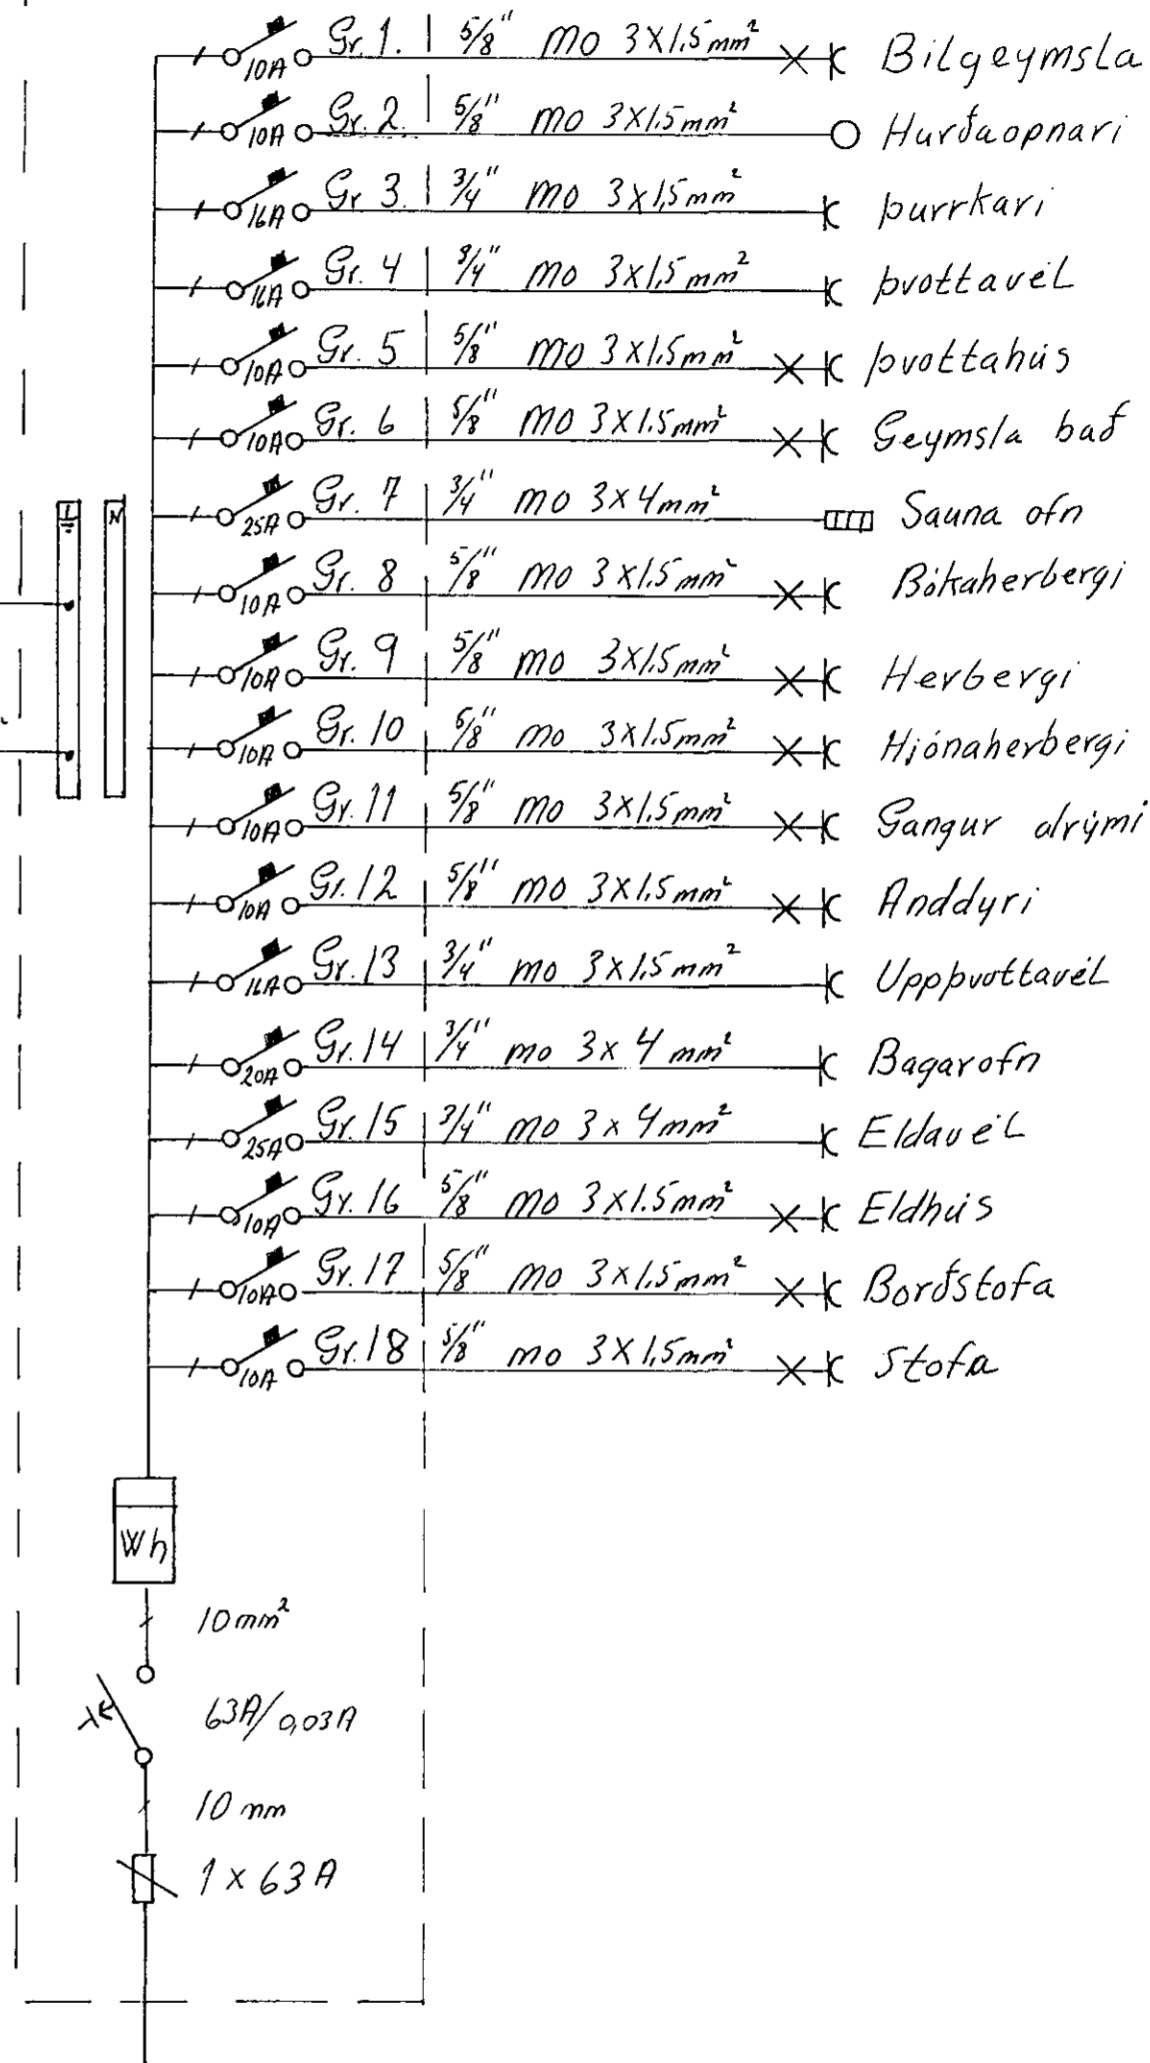 10A Gr. 1. 5/8" mo 3x1,5mm² Bilgeymsla
10A Gr. 2. 5/8" mo 3x1,5mm² Hurðaopnari
16A Gr 3. 3/4" mo 3x1,5mm² þurrkari
16A Gr. 4 3/4" mo 3x1,5mm² þvottavél
10A Gr. 5 5/8" mo 3x1,5mm² þvottahús
10A Gr. 6 5/8" mo 3x1.5mm² Geymsla bað
25A Gr. 7 3/4" mo 3x4mm² Sauna ofn
10A Gr. 8 5/8" mo 3x1.5mm² Bókaherbergi
10A Gr. 9 5/8" mo 3x1.5mm² Herbergi
10A Gr. 10 5/8" mo 3x1.5mm² Hjónaherbergi
10A Gr. 11 5/8" mo 3x1.5mm² Gangur alrými
10A Gr. 12 5/8" mo 3x1.5mm² Anddyri
16A Gr. 13 3/4" mo 3x1.5mm² Uppþvottavél
20A Gr. 14 3/4" mo 3x4mm² Bagarofn
25A Gr. 15 3/4" mo 3x4mm² Eldavél
10A Gr. 16 5/8" mo 3x1.5mm² Eldhús
10A Gr. 17 5/8" mo 3x1.5mm² Borðstofa
10A Gr. 18 5/8" mo 3x1,5mm² Stofa
N
Wh
10mm²
63A/0,03A
10 mm
1x63A